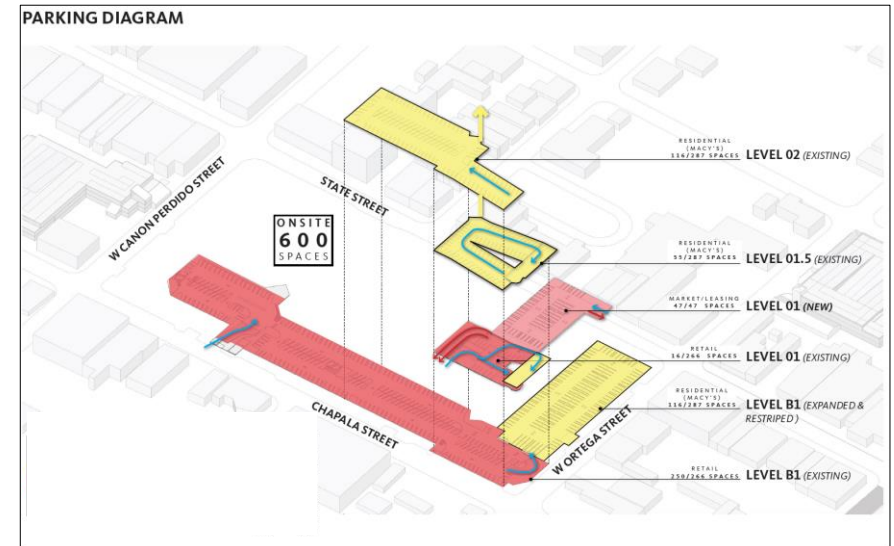 PARKING DIAGRAM
RESIDENTIAL
(MACY'S)
116/287 SPACES
LEVEL 02 (EXISTING)
STATE STREET
W CANON PERDIDO STREET
ONSITE
600
SPACES
RESIDENTIAL
(MACY'S)
55/287 SPACES
LEVEL 01.5 (EXISTING)
MARKET/LEASING
47/47 SPACES
LEVEL 01 (NEW)
RETAIL
16/266 SPACES
LEVEL 01 (EXISTING)
RESIDENTIAL
(MACY'S)
116/287 SPACES
LEVEL B1 (EXPANDED &
RESTRIPED )
CHAPALA STREET
W ORTEGA STREET
RETAIL
250/266 SPACES
LEVEL B1 (EXISTING)